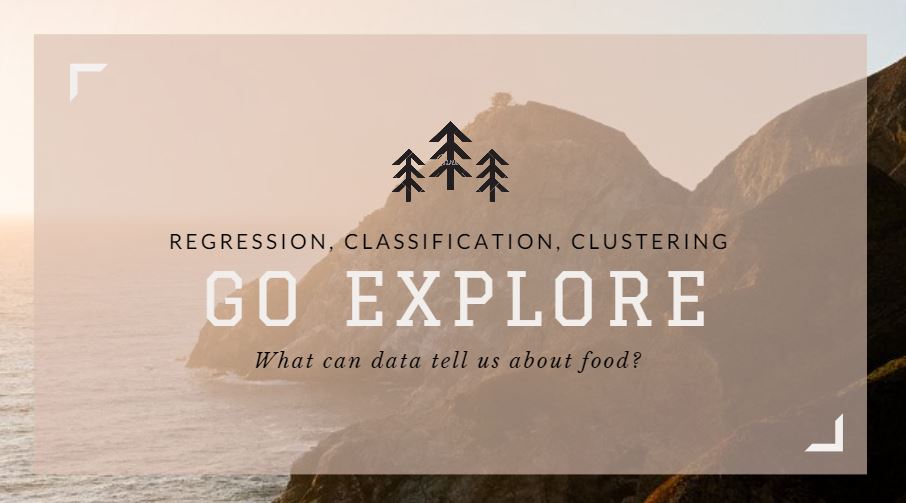 REGRESSION, CLASSIFICATION, CLUSTERING
GO EXPLORE
What can data tell us about food?